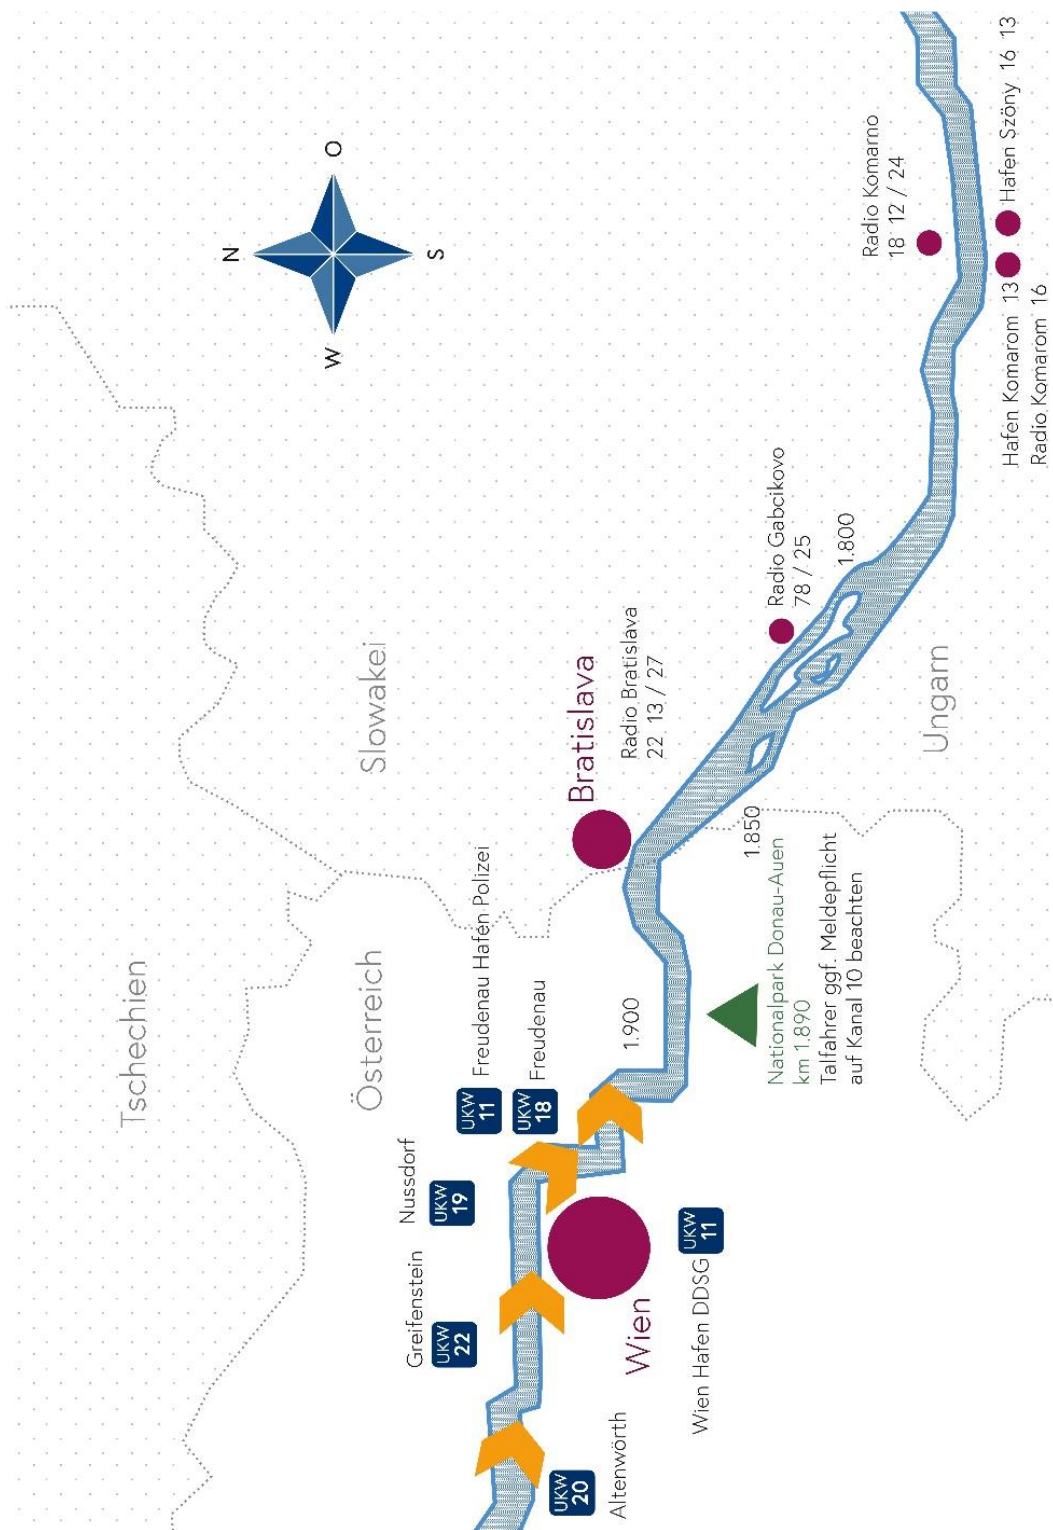 Tschechien
Österreich
Slowakei
Ungarn
N
O
S
W
Altenwörth
UKW
20
Greifenstein
UKW
22
Nussdorf
UKW
19
Freudenau Hafen Polizei
UKW
11
Freudenau
UKW
18
Wien
Wien Hafen DDSG
UKW
11
1.900
Nationalpark Donau-Auen
km 1.890
Talfahrer ggf. Meldepflicht
auf Kanal 10 beachten
Bratislava
Radio Bratislava
22 13 / 27
1.850
Radio Gabcikovo
78 / 25
1.800
Radio Komarno
18 12 / 24
Hafen Komarom 13
Radio Komarom 16
Hafen Szöny 16 13